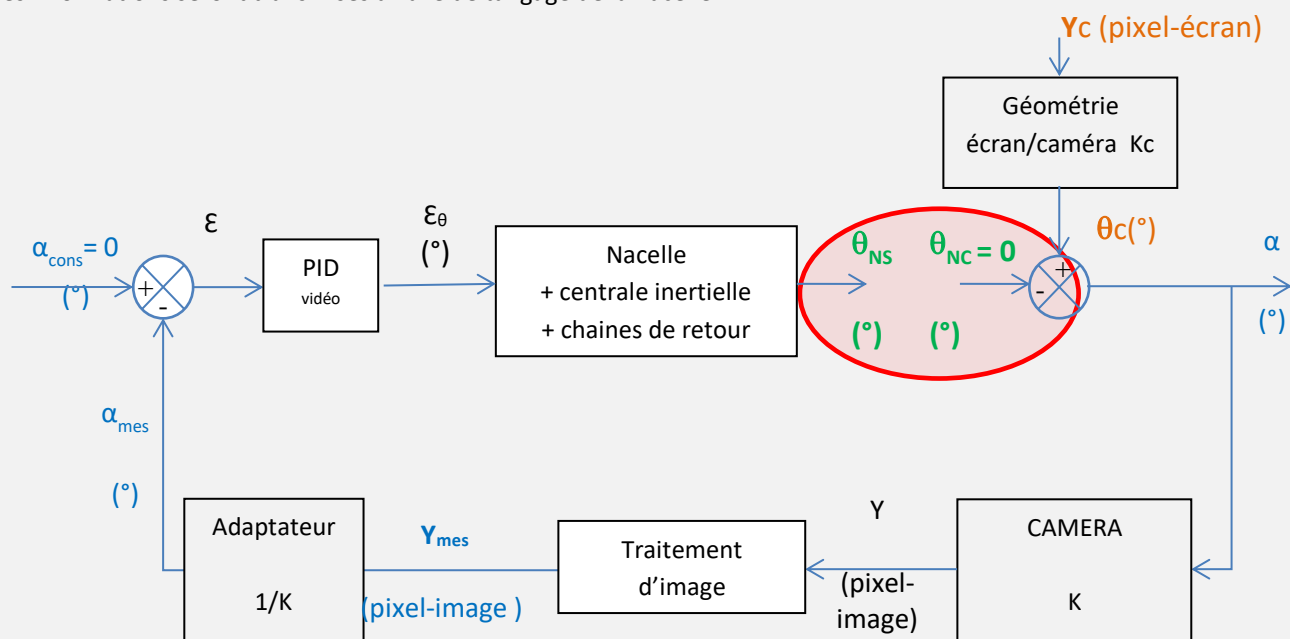 Yc (pixel-écran)
Géométrie
écran/caméra Kc
ε
εθ
(°)
αcons= 0
(°)
+
-
PID
vidéo
Nacelle
+ centrale inertielle
+ chaines de retour
θNS
(°)
θNC = 0
(°)
+
-
θc(°)
α
(°)
αmes
(°)
Adaptateur
1/K
Ymes
(pixel-image )
Traitement
d’image
Y
(pixel-
image)
CAMERA
K